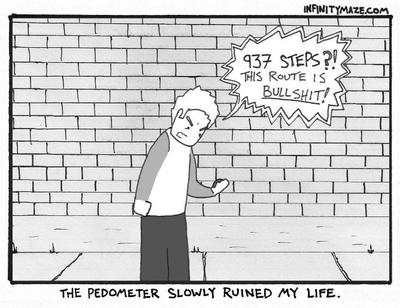 INFINITYMAZE.COM
937 STEPS?!
THIS ROUTE IS
BULLSHIT!
THE PEDOMETER SLOWLY RUINED MY LIFE.